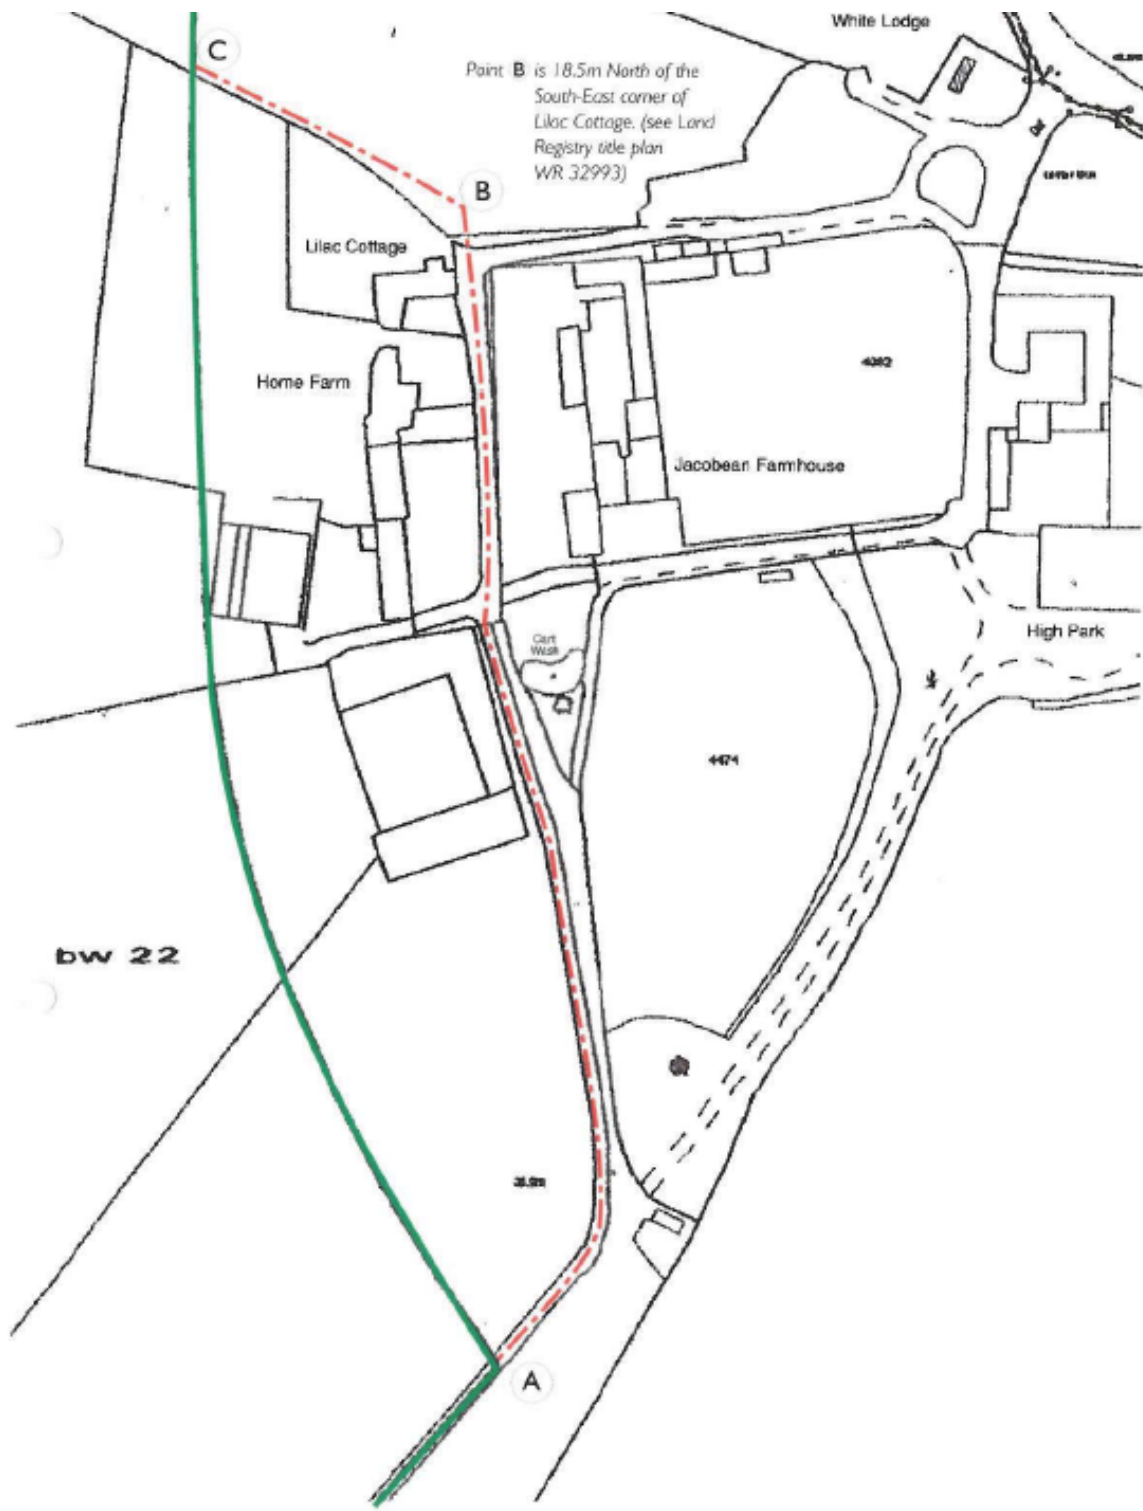 White Lodge
C
Point B is 18.5m North of the
South-East corner of
Lilac Cottage. (see Land
Registry title plan
WR 32993)
B
Lilac Cottage
Home Farm
Jacobean Farmhouse
Cart
Wash
High Park
4474
bw 22
A